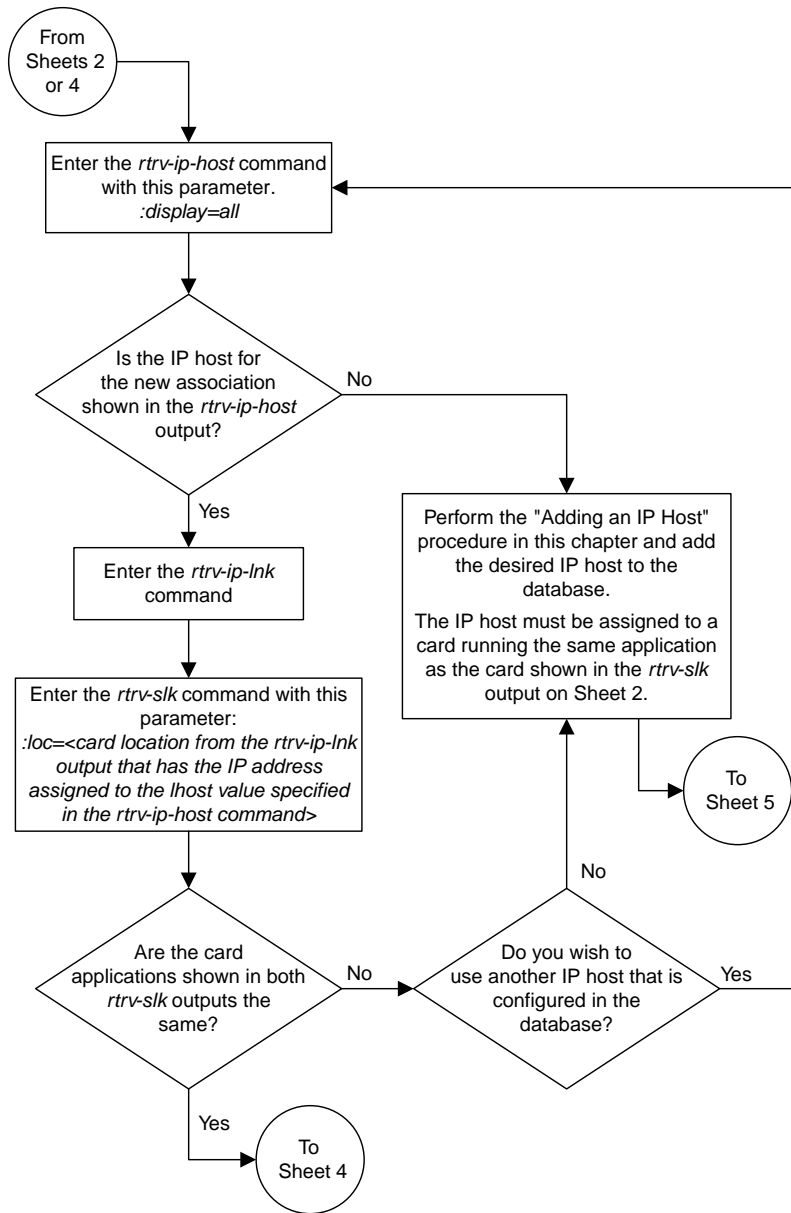 From
Sheets 2
or 4
Enter the rtrv-ip-host command
with this parameter.
:display=all
Is the IP host for
the new association
shown in the rtrv-ip-host
output?
No
Yes
Enter the rtrv-ip-lnk
command
Enter the rtrv-slk command with this
parameter:
:loc=<card location from the rtrv-ip-lnk
output that has the IP address
assigned to the lhost value specified
in the rtrv-ip-host command>
Perform the "Adding an IP Host"
procedure in this chapter and add
the desired IP host to the
database.
The IP host must be assigned to a
card running the same application
as the card shown in the rtrv-slk
output on Sheet 2.
To
Sheet 5
No
Are the card
applications shown in both
rtrv-slk outputs the
same?
No
Do you wish to
use another IP host that is
configured in the
database?
Yes
Yes
To
Sheet 4